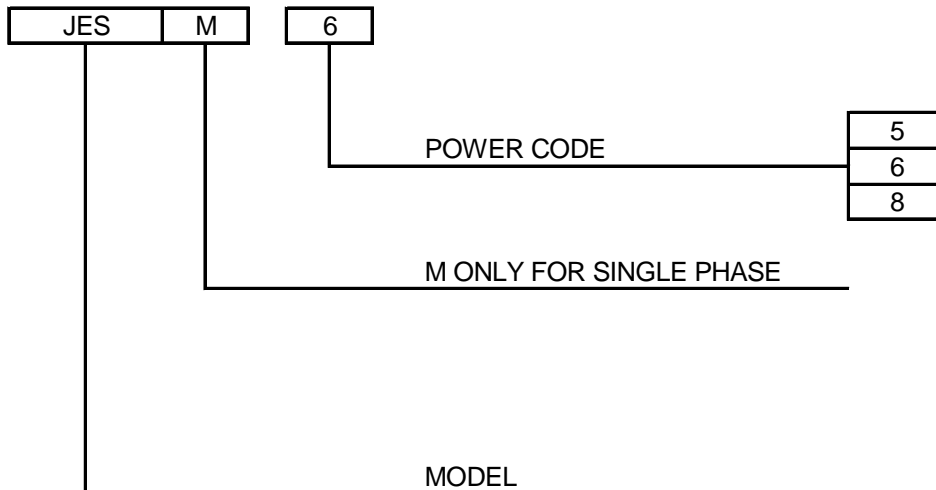 JES M 6
5
POWER CODE
6
8
M ONLY FOR SINGLE PHASE
MODEL